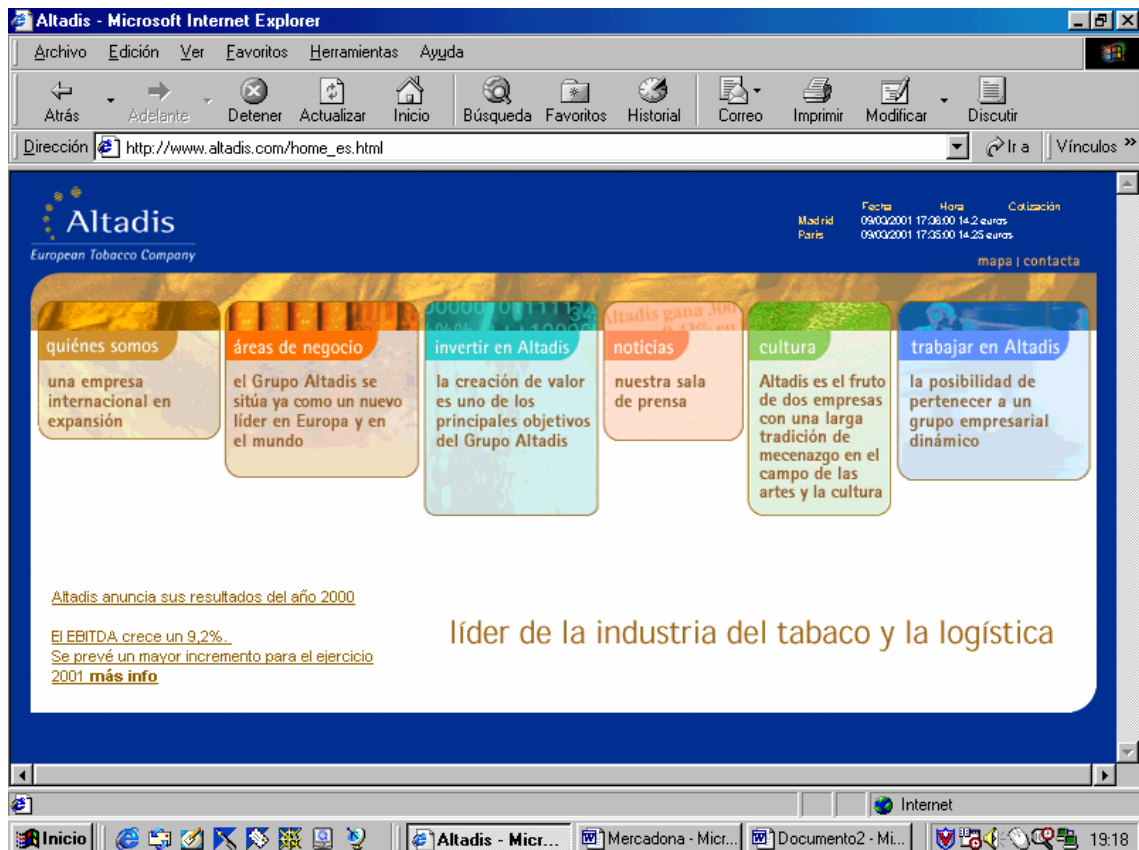 Altadis - Microsoft Internet Explorer
Archivo Edición Ver Favoritos Herramientas Ayuda
Atrás Adelante Detener Actualizar Inicio Búsqueda Favoritos Historial Correo Imprimir Modificar Discutir
Dirección http://www.altadis.com/home_es.html Ir a Vínculos »
Altadis
European Tobacco Company
Fecha Hora Cotización
Madrid 09/03/2001 17:36:00 14.2 euros
Paris 09/03/2001 17:35:00 14.25 euros
mapa | contacta
quiénes somos
una empresa
internacional en
expansión
áreas de negocio
el Grupo Altadis se
sitúa ya como un nuevo
líder en Europa y en
el mundo
invertir en Altadis
la creación de valor
es uno de los
principales objetivos
del Grupo Altadis
Altadis gana 300
noticias
nuestra sala
de prensa
cultura
Altadis es el fruto
de dos empresas
con una larga
tradición de
mecenazgo en el
campo de las
artes y la cultura
trabajar en Altadis
la posibilidad de
pertenecer a un
grupo empresarial
dinámico
Altadis anuncia sus resultados del año 2000
El EBITDA crece un 9,2%.
Se prevé un mayor incremento para el ejercicio
2001 más info
líder de la industria del tabaco y la logística
Internet
Inicio Altadis - Micr... Mercadona - Micr... Documento2 - Mi... 19:18